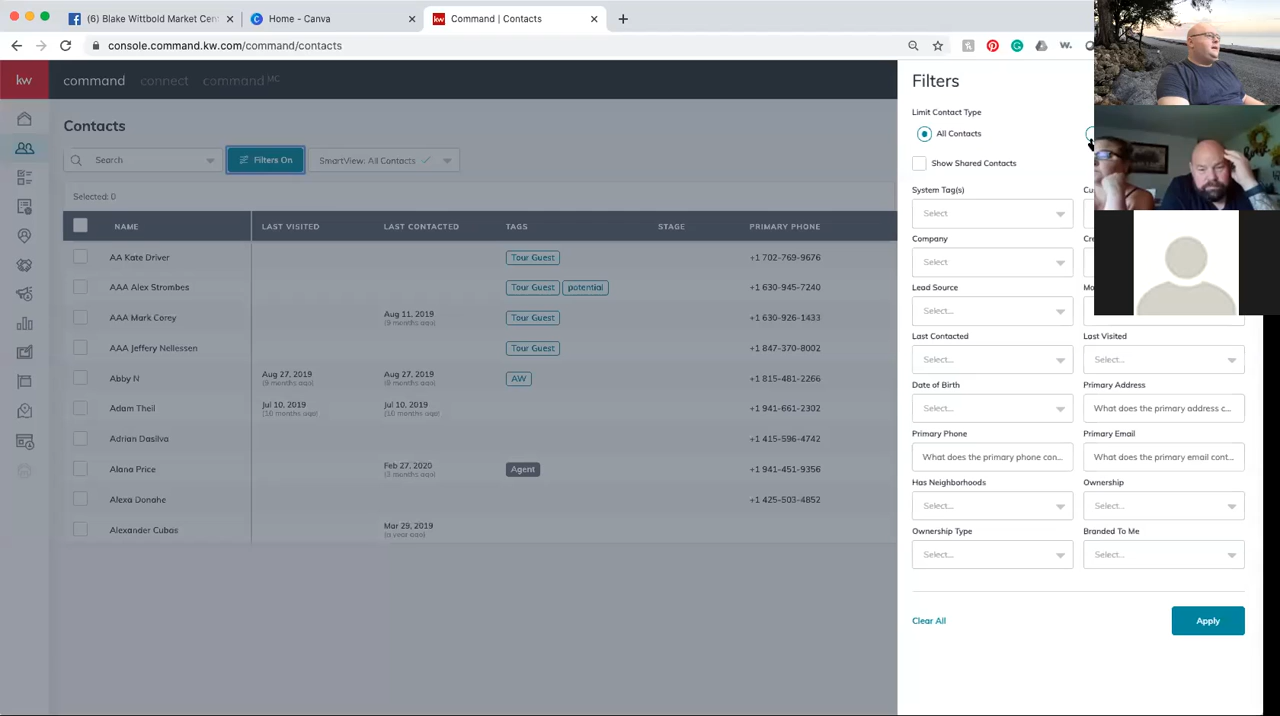 (6) Blake Wittbold Market Cen
Home - Canva
Command | Contacts
console.command.kw.com/command/contacts
kw
command connect command MC
Contacts
Search
Filters On
SmartView: All Contacts
Selected: 0
NAME LAST VISITED LAST CONTACTED TAGS STAGE PRIMARY PHONE
AA Kate Driver Tour Guest +1 702-769-9676
AAA Alex Strombes Tour Guest potential +1 630-945-7240
AAA Mark Corey Aug 11, 2019 (9 months ago) Tour Guest +1 630-926-1433
AAA Jeffery Nellessen Tour Guest +1 847-370-8002
Abby N Aug 27, 2019 (9 months ago) Aug 27, 2019 (9 months ago) AW +1 815-481-2266
Adam Theil Jul 10, 2019 (10 months ago) Jul 10, 2019 (10 months ago) +1 941-661-2302
Adrian Dasilva +1 415-596-4742
Alana Price Feb 27, 2020 (3 months ago) Agent +1 941-451-9356
Alexa Donahe +1 425-503-4852
Alexander Cubas Mar 29, 2019 (a year ago)
Filters
Limit Contact Type
All Contacts
Show Shared Contacts
System Tag(s) Cu
Select
Company Cre
Select
Lead Source Mo
Select...
Last Contacted Last Visited
Select... Select...
Date of Birth Primary Address
Select... What does the primary address c...
Primary Phone Primary Email
What does the primary phone con... What does the primary email cont...
Has Neighborhoods Ownership
Select... Select...
Ownership Type Branded To Me
Select... Select...
Clear All Apply